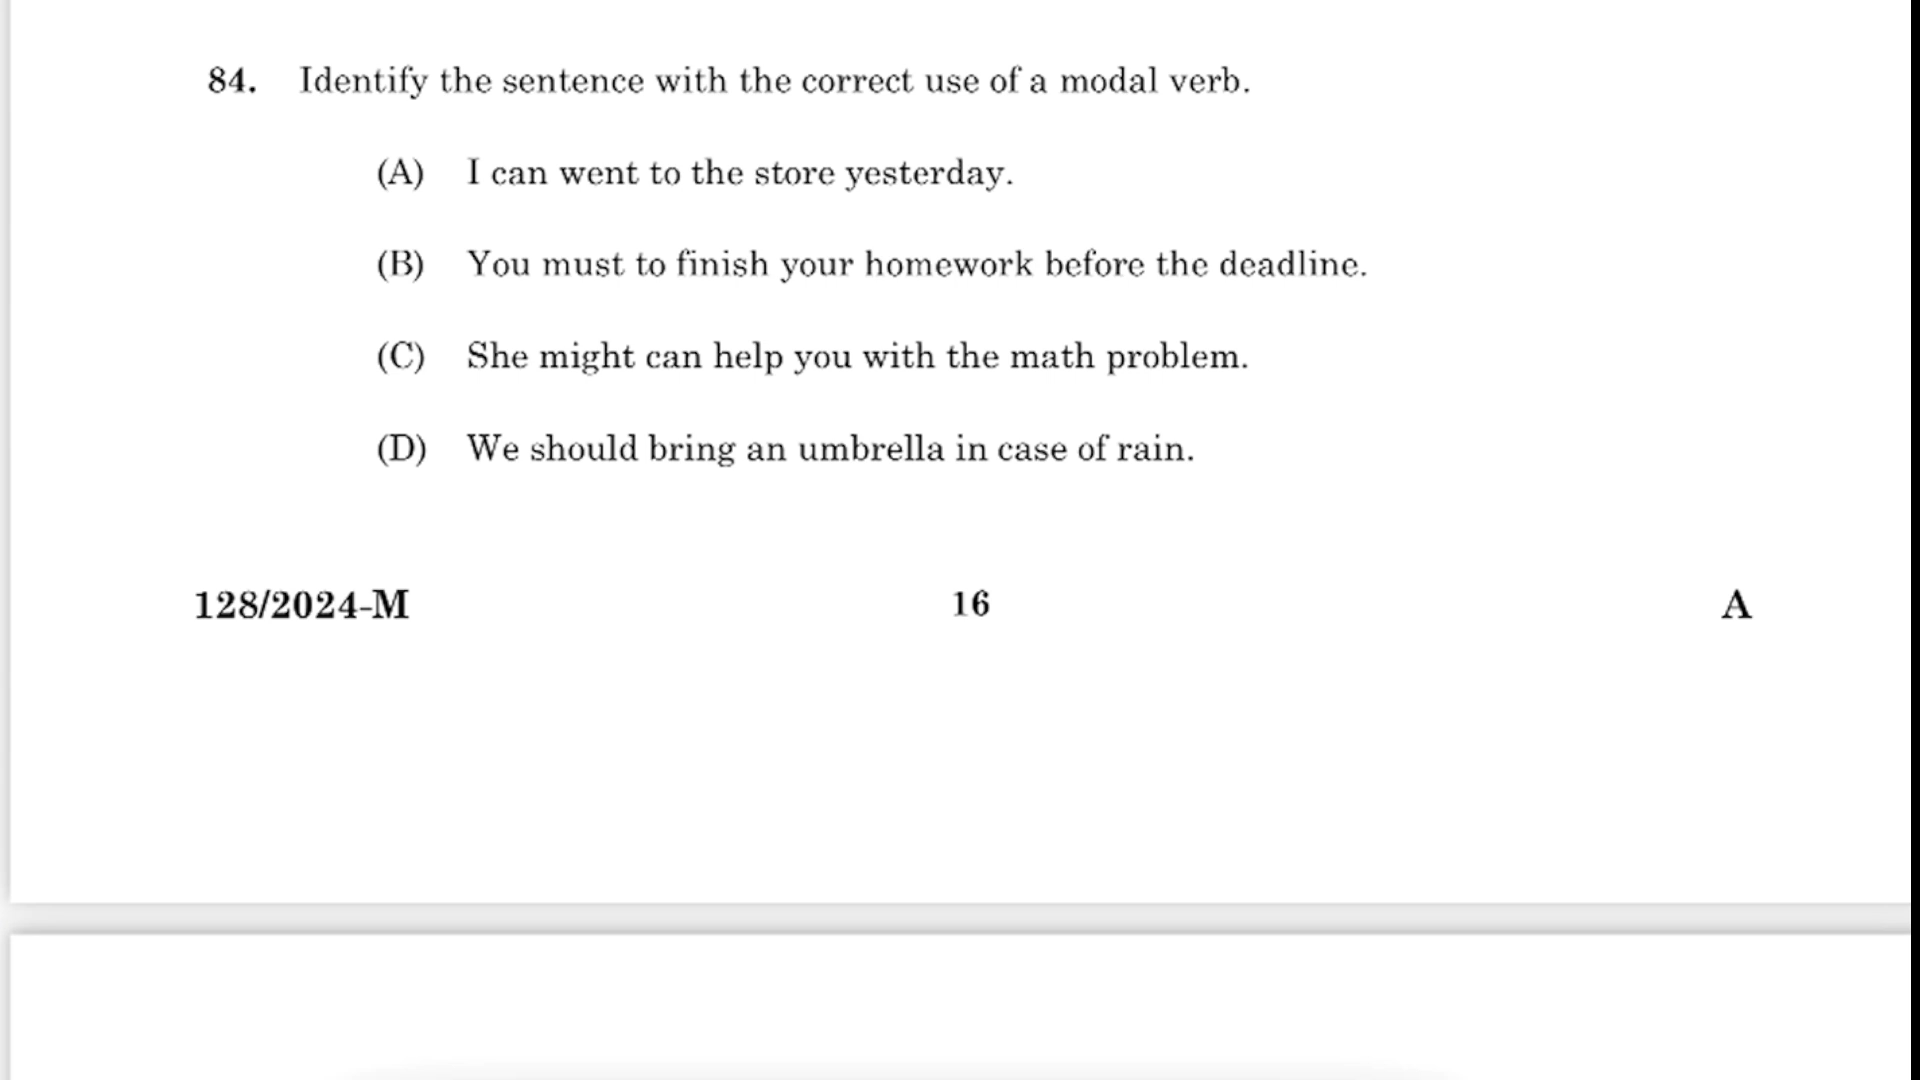 84. Identify the sentence with the correct use of a modal verb.
(A) I can went to the store yesterday.
(B) You must to finish your homework before the deadline.
(C) She might can help you with the math problem.
(D) We should bring an umbrella in case of rain.
128/2024-M 16 A